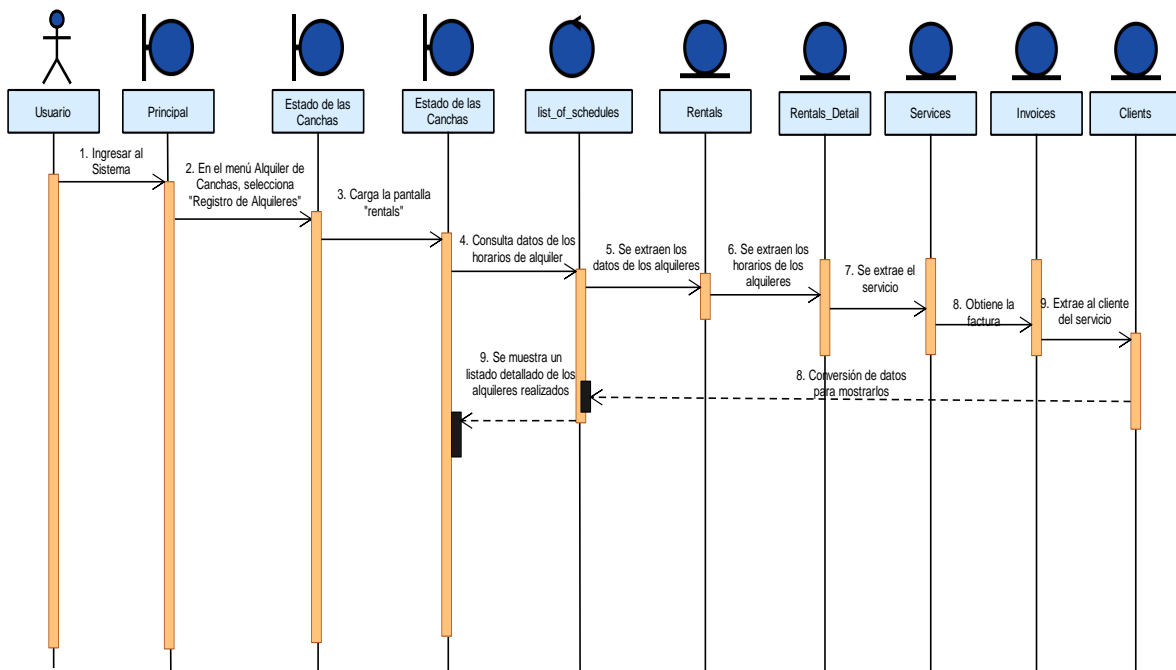 Usuario
Principal
Estado de las
Canchas
Estado de las
Canchas
list_of_schedules
Rentals
Rentals_Detail
Services
Invoices
Clients
1. Ingresar al
Sistema
2. En el menú Alquiler de
Canchas, selecciona
"Registro de Alquileres"
3. Carga la pantalla
"rentals"
4. Consulta datos de los
horarios de alquiler
5. Se extraen los
datos de los alquileres
6. Se extraen los
horarios de los
alquileres
7. Se extrae el
servicio
8. Obtiene la
factura
9. Extrae al cliente
del servicio
8. Conversión de datos
para mostrarlos
9. Se muestra un
listado detallado de los
alquileres realizados